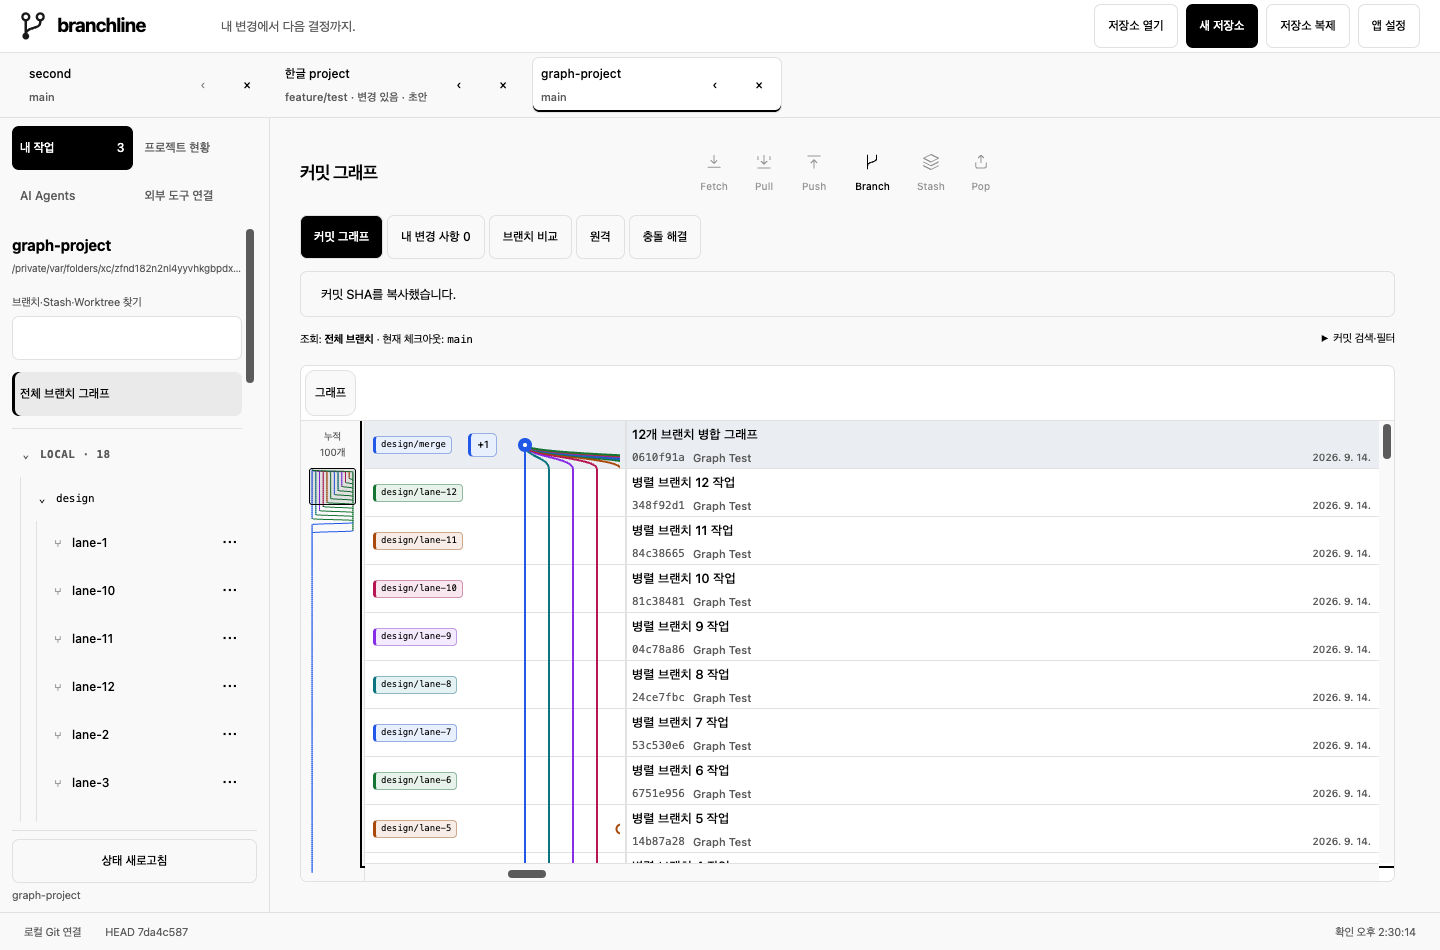 branchline
내 변경에서 다음 결정까지.
저장소 열기
새 저장소
저장소 복제
앱 설정
second
main
한글 project
feature/test · 변경 있음 · 초안
graph-project
main
내 작업 3
프로젝트 현황
AI Agents
외부 도구 연결
graph-project
/private/var/folders/xc/zfnd182n2nl4yyvhkgbpdx...
브랜치·Stash·Worktree 찾기
전체 브랜치 그래프
LOCAL · 18
design
lane-1
lane-10
lane-11
lane-12
lane-2
lane-3
상태 새로고침
graph-project
커밋 그래프
Fetch
Pull
Push
Branch
Stash
Pop
커밋 그래프
내 변경 사항 0
브랜치 비교
원격
충돌 해결
커밋 SHA를 복사했습니다.
조회: 전체 브랜치 · 현재 체크아웃: main
▶ 커밋 검색·필터
그래프
누적
100개
design/merge +1
12개 브랜치 병합 그래프
0610f91a Graph Test 2026. 9. 14.
design/lane-12
병렬 브랜치 12 작업
348f92d1 Graph Test 2026. 9. 14.
design/lane-11
병렬 브랜치 11 작업
84c38665 Graph Test 2026. 9. 14.
design/lane-10
병렬 브랜치 10 작업
81c38481 Graph Test 2026. 9. 14.
design/lane-9
병렬 브랜치 9 작업
04c78a86 Graph Test 2026. 9. 14.
design/lane-8
병렬 브랜치 8 작업
24ce7fbc Graph Test 2026. 9. 14.
design/lane-7
병렬 브랜치 7 작업
53c530e6 Graph Test 2026. 9. 14.
design/lane-6
병렬 브랜치 6 작업
6751e956 Graph Test 2026. 9. 14.
design/lane-5
병렬 브랜치 5 작업
14b87a28 Graph Test 2026. 9. 14.
로컬 Git 연결
HEAD 7da4c587
확인 오후 2:30:14